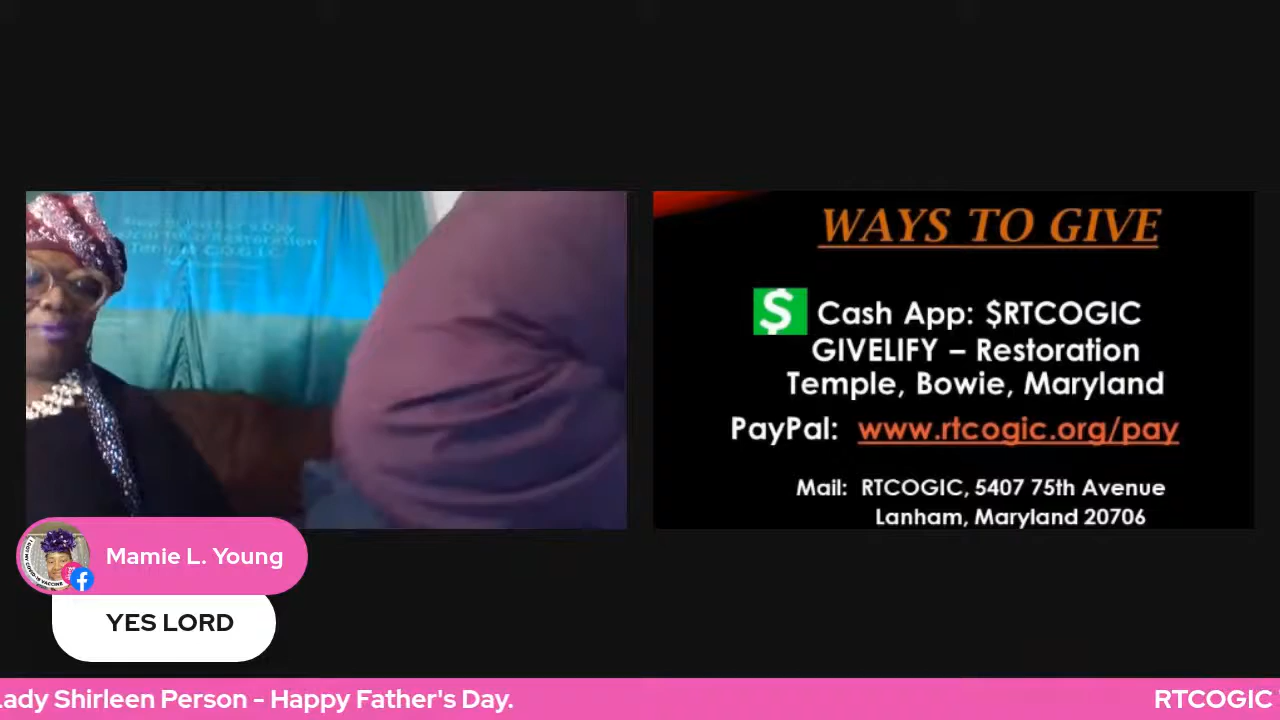 WAYS TO GIVE
$ Cash App: $RTCOGIC
GIVELIFY – Restoration
Temple, Bowie, Maryland
PayPal: www.rtcogic.org/pay
Mail: RTCOGIC, 5407 75th Avenue
Lanham, Maryland 20706
Mamie L. Young
YES LORD
Lady Shirleen Person - Happy Father's Day.
RTCOGIC